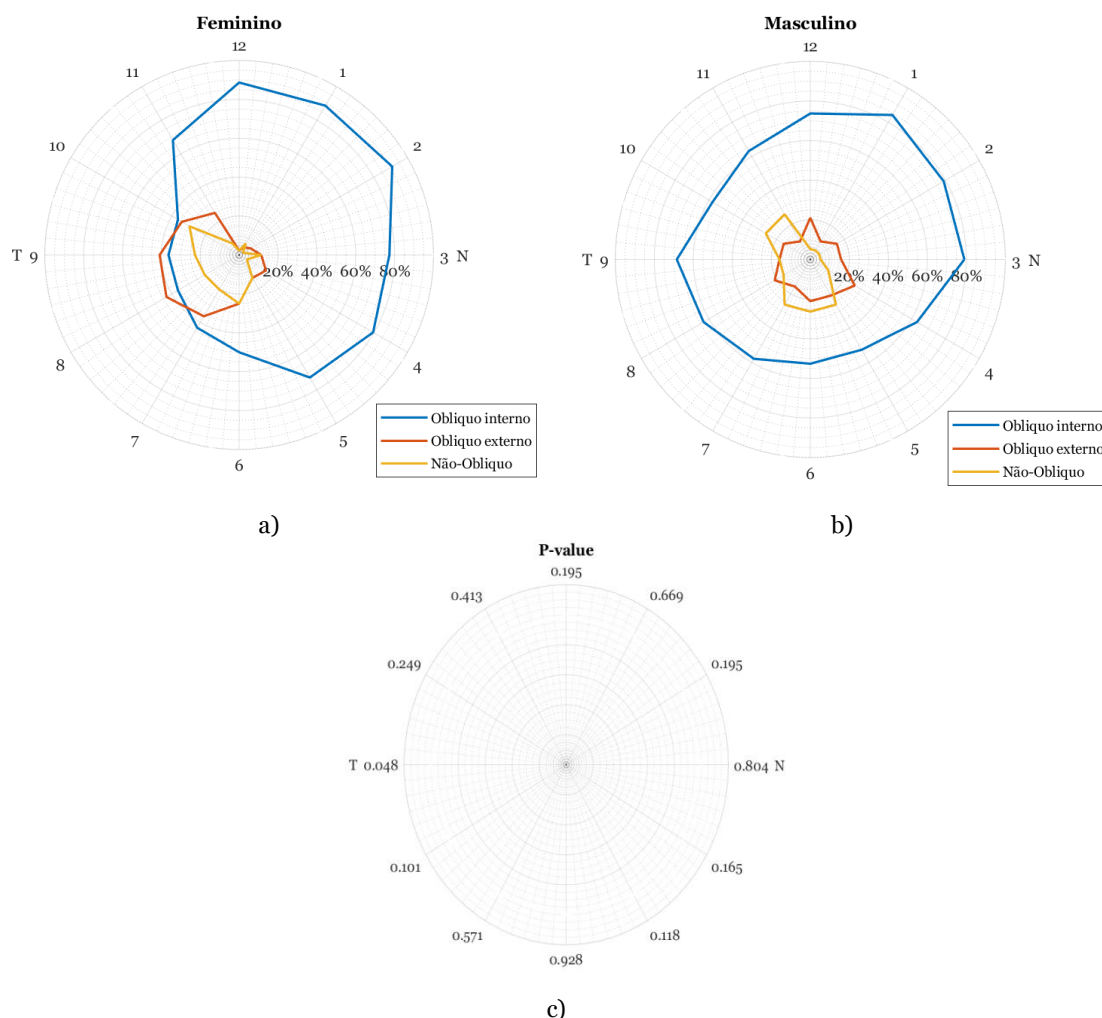 Feminino
12
11
1
10
2
T 9
20% 40% 60% 80%
3 N
8
4
7
5
6
Obliquo interno
Obliquo externo
Não-Obliquo
a)
Masculino
12
11
1
10
2
T 9
20% 40% 60% 80%
3 N
8
4
7
5
6
Obliquo interno
Obliquo externo
Não-Obliquo
b)
P-value
0.195
0.413
0.669
0.249
0.195
T 0.048
0.804 N
0.101
0.165
0.571
0.118
0.928
c)